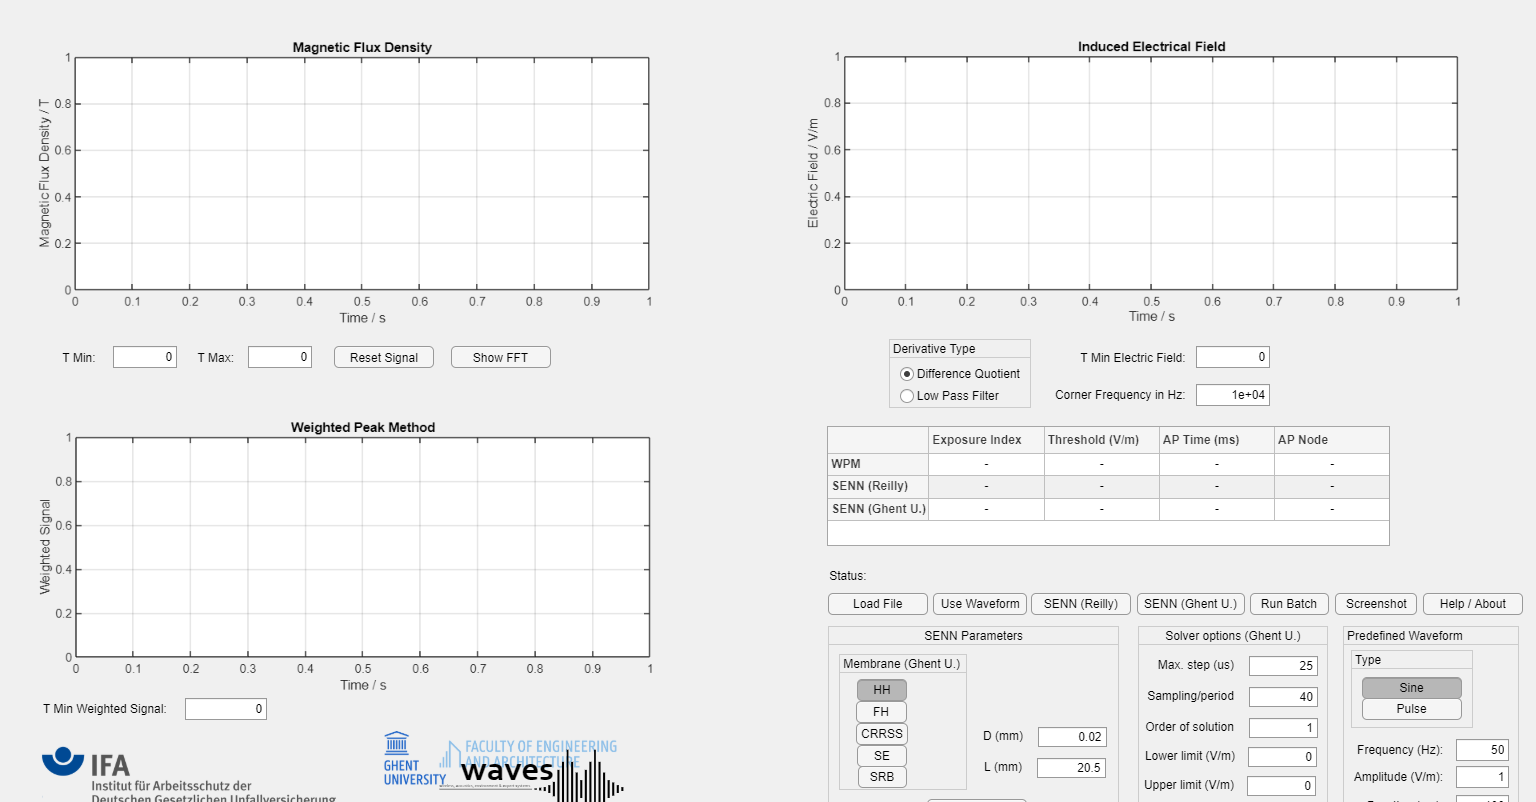 Magnetic Flux Density
1
0.8
0.6
0.4
0.2
0
Magnetic Flux Density / T
0 0.1 0.2 0.3 0.4 0.5 0.6 0.7 0.8 0.9 1
Time / s
T Min: 0 T Max: 0 Reset Signal Show FFT
Weighted Peak Method
1
0.8
0.6
0.4
0.2
0
Weighted Signal
0 0.1 0.2 0.3 0.4 0.5 0.6 0.7 0.8 0.9 1
Time / s
T Min Weighted Signal: 0
IFA
Institut für Arbeitsschutz der
Deutschen Gesetzlichen Unfallversicherung
GHENT
UNIVERSITY
FACULTY OF ENGINEERING
AND ARCHITECTURE
waves
Induced Electrical Field
1
0.8
0.6
0.4
0.2
0
Electric Field / V/m
0 0.1 0.2 0.3 0.4 0.5 0.6 0.7 0.8 0.9 1
Time / s
Derivative Type
Difference Quotient
Low Pass Filter
T Min Electric Field: 0
Corner Frequency in Hz: 1e+04
Exposure Index Threshold (V/m) AP Time (ms) AP Node
WPM - - - -
SENN (Reilly) - - - -
SENN (Ghent U.) - - - -
Status:
Load File Use Waveform SENN (Reilly) SENN (Ghent U.) Run Batch Screenshot Help / About
SENN Parameters
Membrane (Ghent U.)
HH
FH
CRRSS
SE
SRB
D (mm) 0.02
L (mm) 20.5
Solver options (Ghent U.)
Max. step (us) 25
Sampling/period 40
Order of solution 1
Lower limit (V/m) 0
Upper limit (V/m) 0
Predefined Waveform
Type
Sine
Pulse
Frequency (Hz): 50
Amplitude (V/m): 1